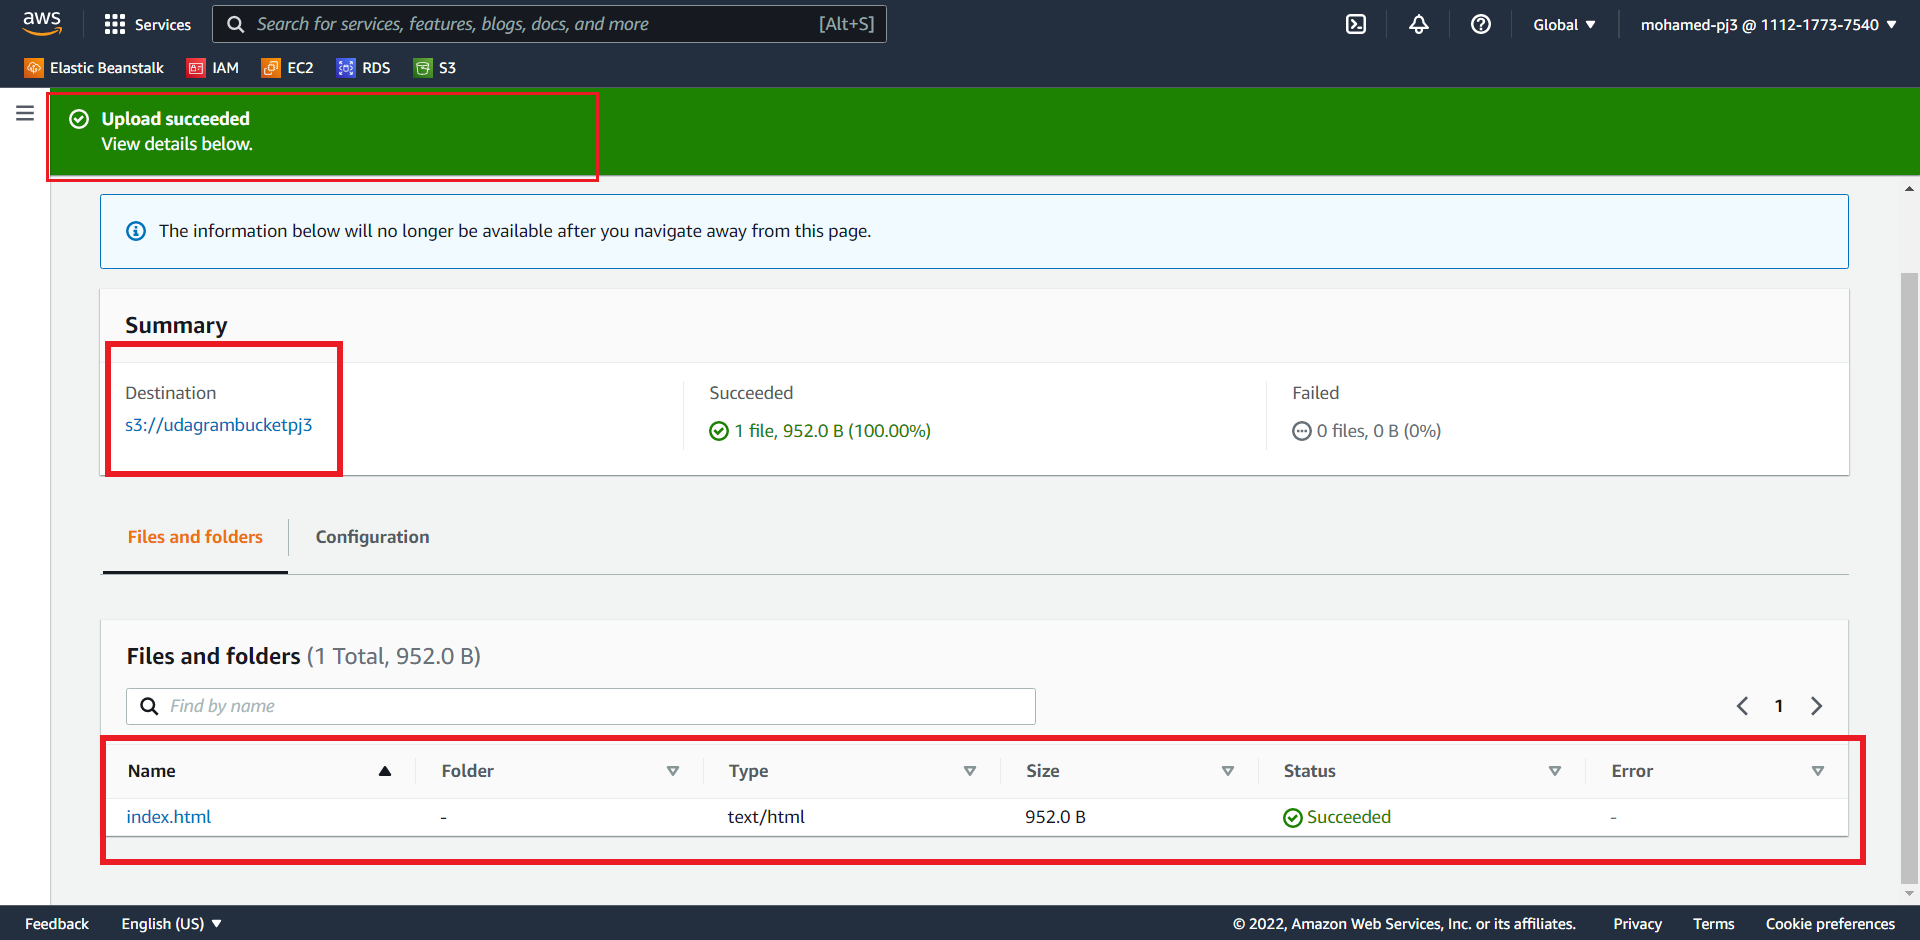 aws
Services
Search for services, features, blogs, docs, and more [Alt+S]
Global
mohamed-pj3 @ 1112-1773-7540
Elastic Beanstalk IAM EC2 RDS S3
Upload succeeded
View details below.
The information below will no longer be available after you navigate away from this page.
Summary
Destination
s3://udagrambucketpj3
Succeeded
1 file, 952.0 B (100.00%)
Failed
0 files, 0 B (0%)
Files and folders Configuration
Files and folders (1 Total, 952.0 B)
Find by name
1
Name Folder Type Size Status Error
index.html - text/html 952.0 B Succeeded -
Feedback English (US) © 2022, Amazon Web Services, Inc. or its affiliates. Privacy Terms Cookie preferences